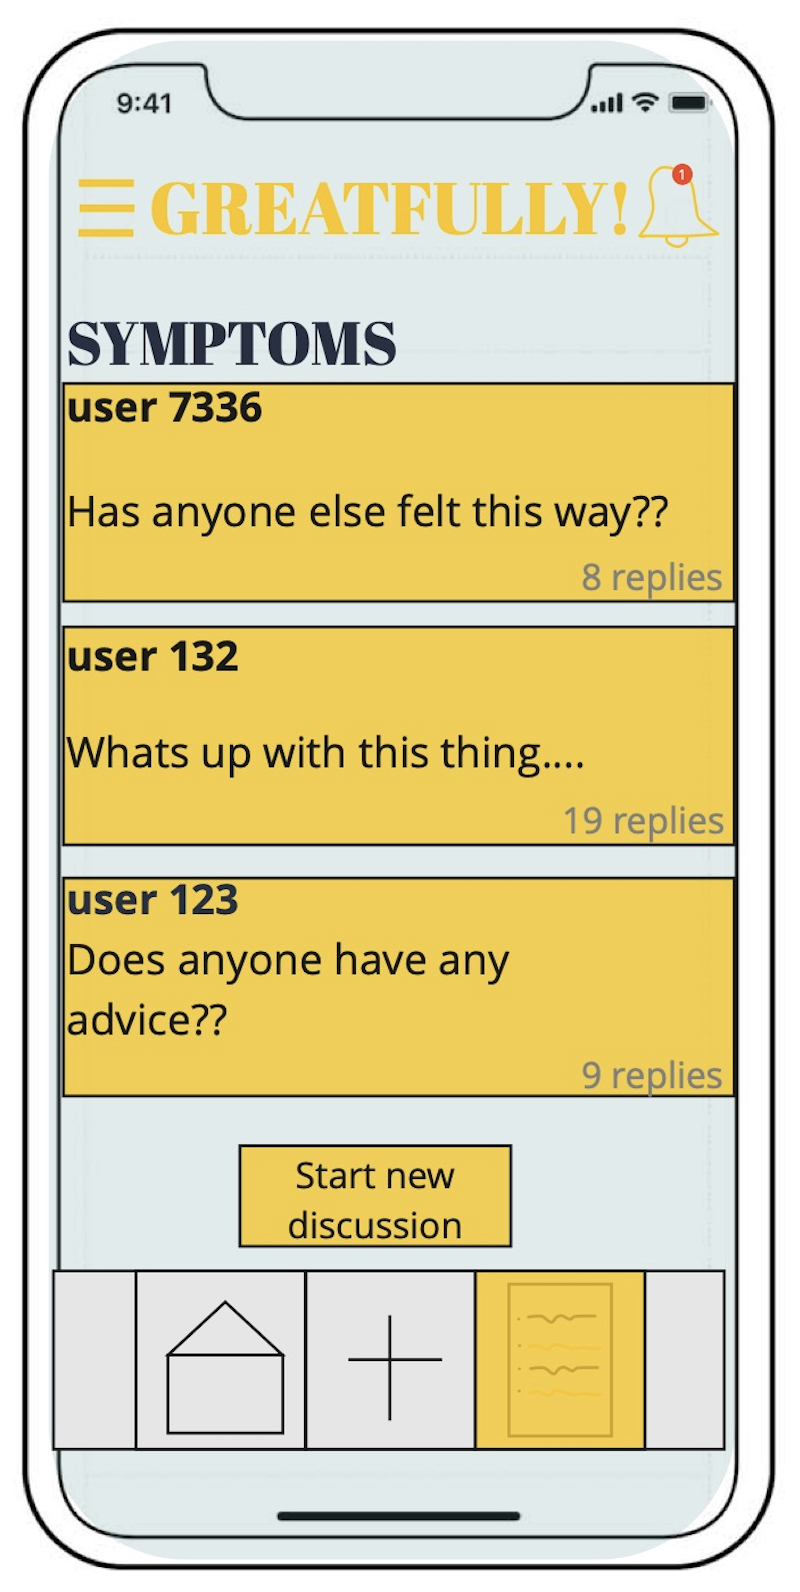 9:41
GREATFULLY!
1
SYMPTOMS
user 7336
Has anyone else felt this way??
8 replies
user 132
Whats up with this thing....
19 replies
user 123
Does anyone have any
advice??
9 replies
Start new
discussion